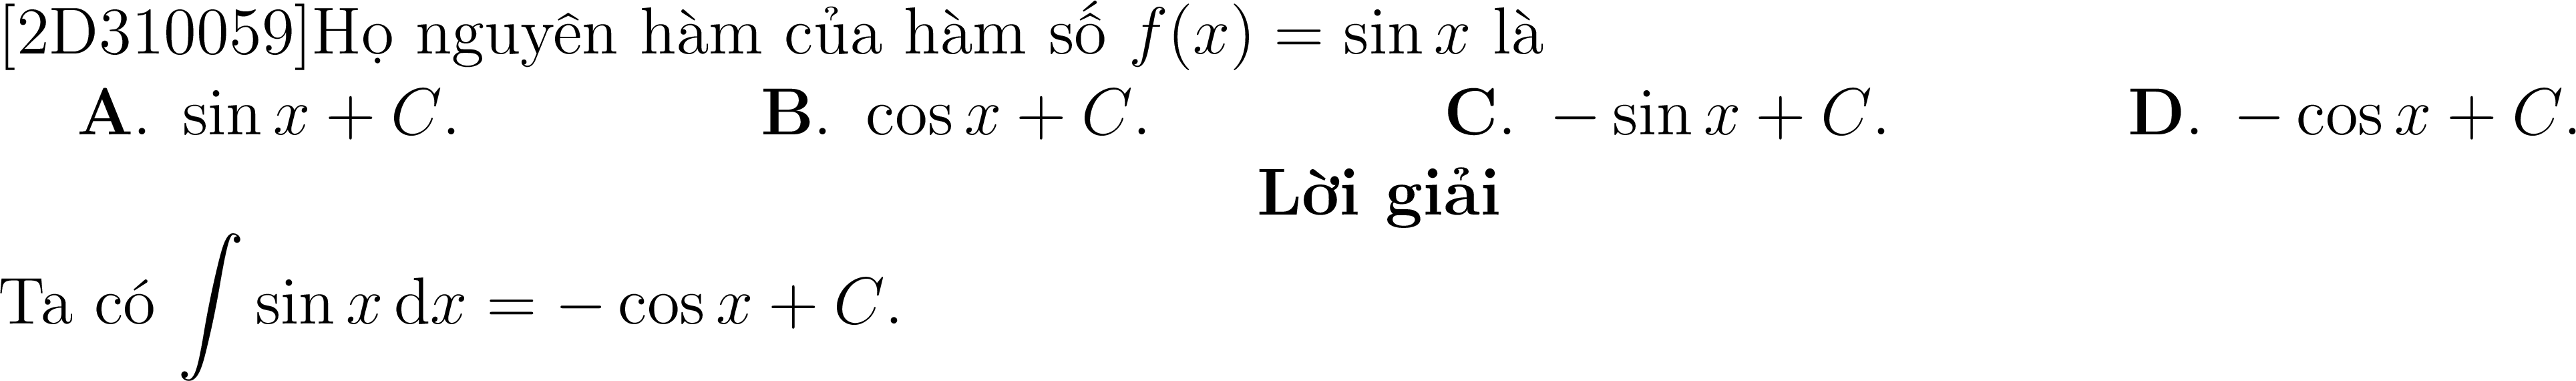 [2D310059]Họ nguyên hàm của hàm số f(x) = sin x là
A. sin x + C. B. cos x + C. C. − sin x + C. D. − cos x + C.
Lời giải
Ta có ∫ sin x dx = − cos x + C.